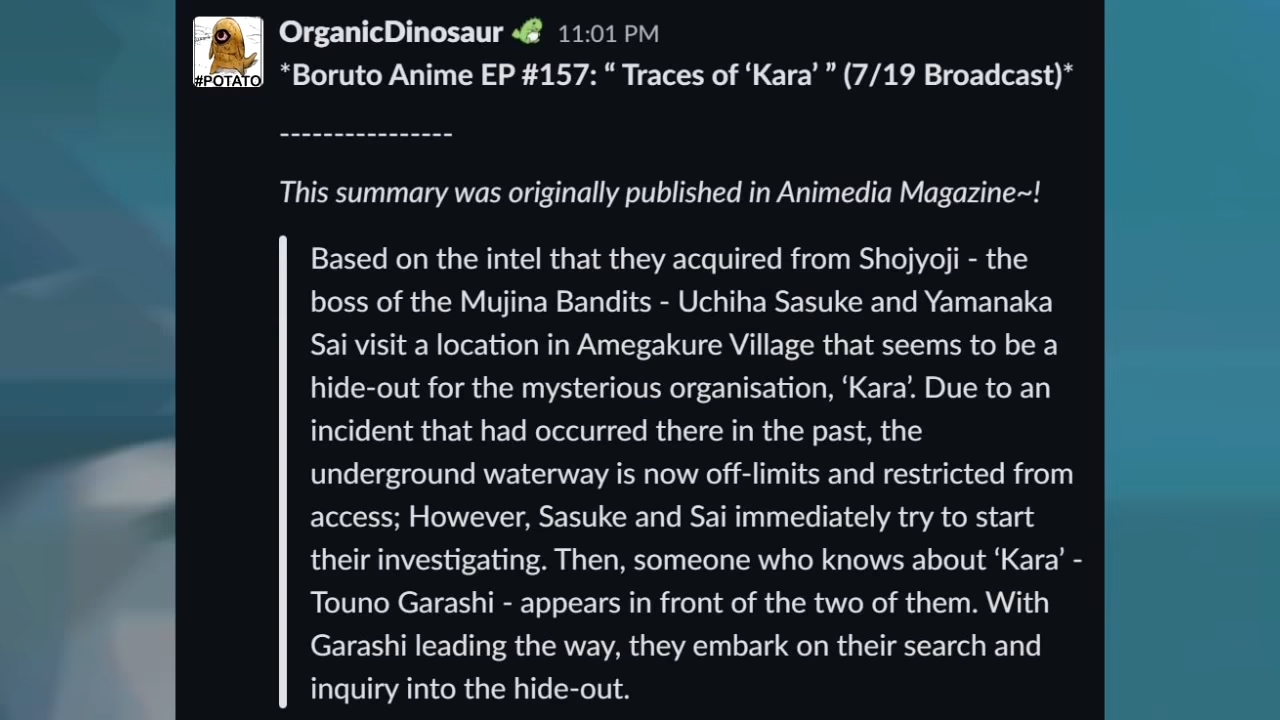 OrganicDinosaur 11:01 PM
#POTATO
*Boruto Anime EP #157: “ Traces of ‘Kara’ ” (7/19 Broadcast)*
----------------
This summary was originally published in Animedia Magazine~!
Based on the intel that they acquired from Shojyoji - the
boss of the Mujina Bandits - Uchiha Sasuke and Yamanaka
Sai visit a location in Amegakure Village that seems to be a
hide-out for the mysterious organisation, ‘Kara’. Due to an
incident that had occurred there in the past, the
underground waterway is now off-limits and restricted from
access; However, Sasuke and Sai immediately try to start
their investigating. Then, someone who knows about ‘Kara’ -
Touno Garashi - appears in front of the two of them. With
Garashi leading the way, they embark on their search and
inquiry into the hide-out.